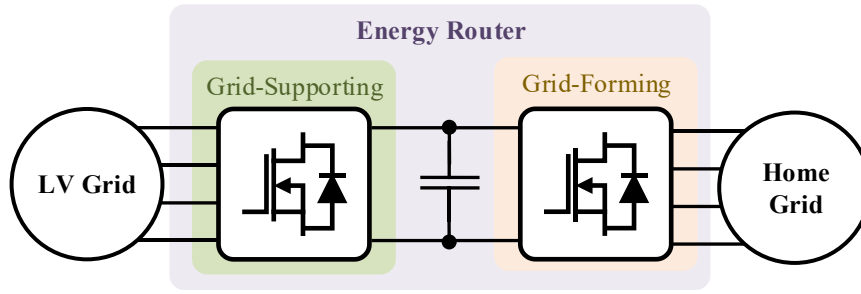 Energy Router
Grid-Supporting
Grid-Forming
LV Grid
Home
Grid